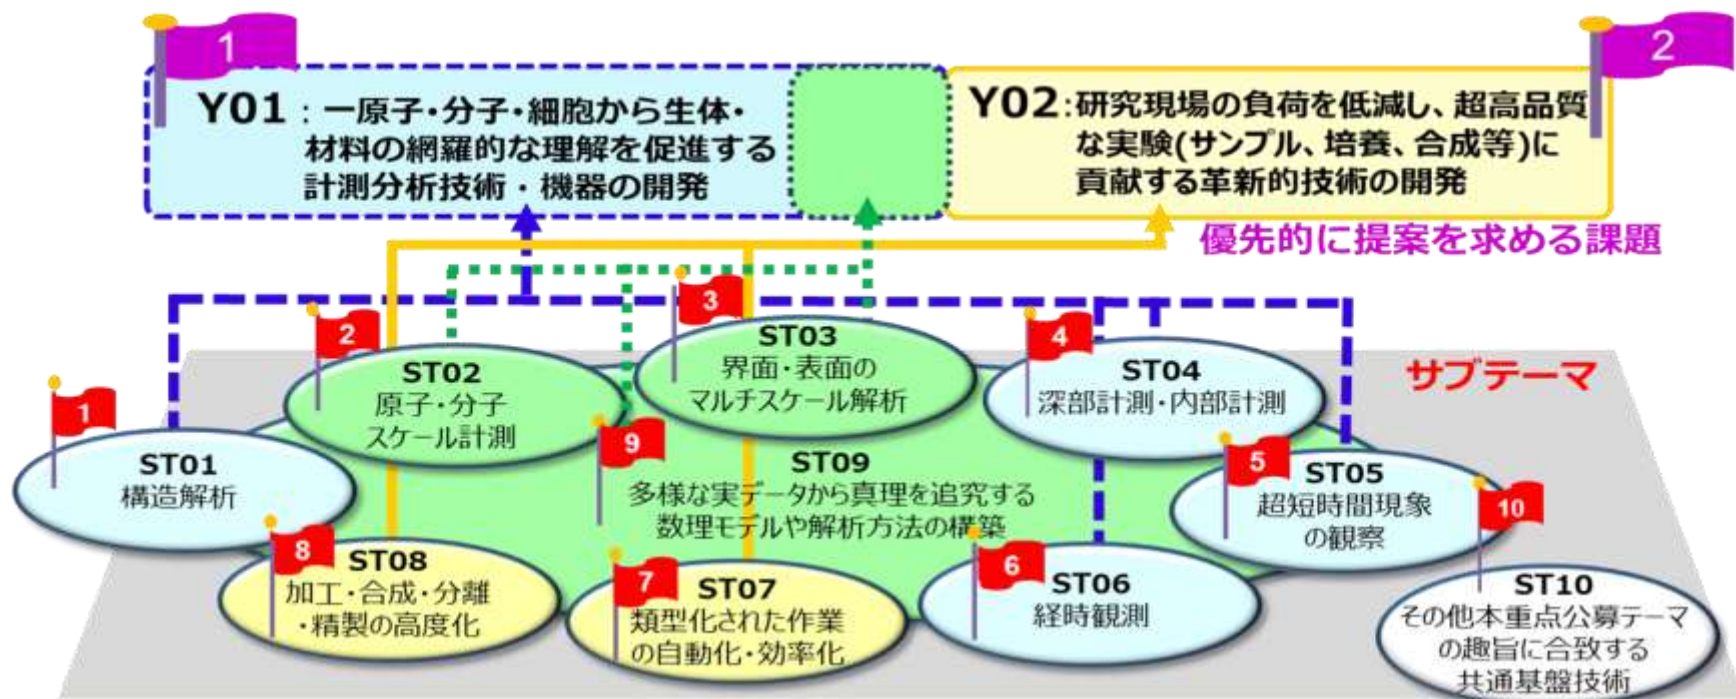 1
2
Y01：一原子・分子・細胞から生体・
材料の網羅的な理解を促進する
計測分析技術・機器の開発
Y02:研究現場の負荷を低減し、超高品質
な実験(サンプル、培養、合成等)に
貢献する革新的技術の開発
優先的に提案を求める課題
サブテーマ
1
ST01
構造解析
2
ST02
原子・分子
スケール計測
3
ST03
界面・表面の
マルチスケール解析
4
ST04
深部計測・内部計測
5
ST05
超短時間現象
の観察
6
ST06
経時観測
7
ST07
類型化された作業
の自動化・効率化
8
ST08
加工・合成・分離
・精製の高度化
9
ST09
多様な実データから真理を追究する
数理モデルや解析方法の構築
10
ST10
その他本重点公募テーマ
の趣旨に合致する
共通基盤技術